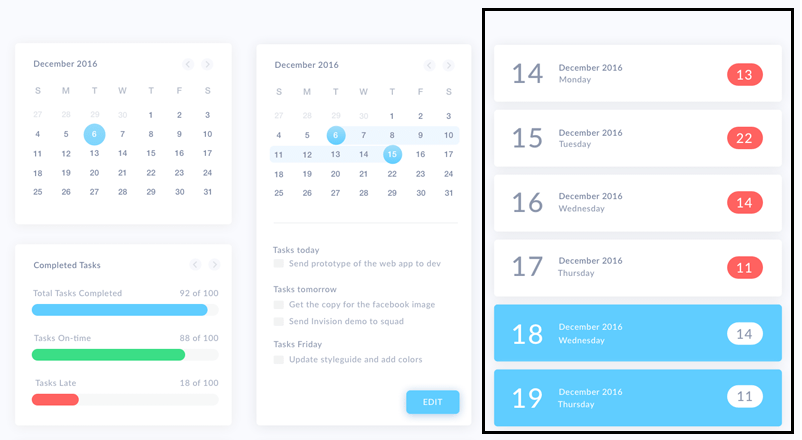 December 2016
S M T W T F S
27 28 29 30 1 2 3
4 5 6 7 8 9 10
11 12 13 14 15 16 17
18 19 20 21 22 23 24
25 26 27 28 29 30 31
Completed Tasks
Total Tasks Completed 92 of 100
Tasks On-time 88 of 100
Tasks Late 18 of 100
December 2016
S M T W T F S
27 28 29 30 1 2 3
4 5 6 7 8 9 10
11 12 13 14 15 16 17
18 19 20 21 22 23 24
25 26 27 28 29 30 31
Tasks today
Send prototype of the web app to dev
Tasks tomorrow
Get the copy for the facebook image
Send Invision demo to squad
Tasks Friday
Update styleguide and add colors
EDIT
14 December 2016 13
Monday
15 December 2016 22
Tuesday
16 December 2016 14
Wednesday
17 December 2016 11
Thursday
18 December 2016 14
Wednesday
19 December 2016 11
Thursday